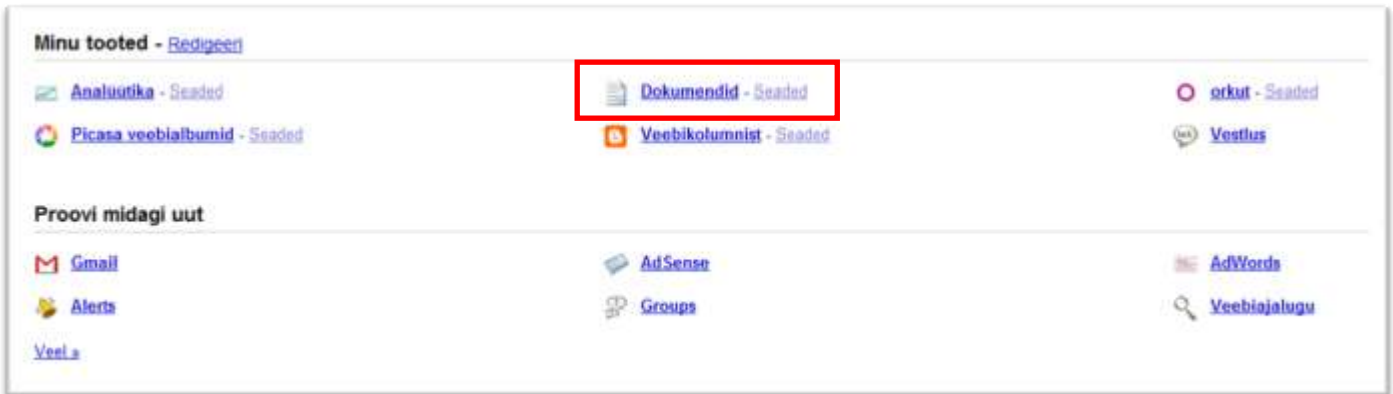 Minu tooted - Redigeeri
Analüütika - Seaded
Dokumendid - Seaded
orkut - Seaded
Picasa veebialbumid - Seaded
Veebikolumnist - Seaded
Vestlus
Proovi midagi uut
Gmail
AdSense
AdWords
Alerts
Groups
Veebiajalugu
Veel »